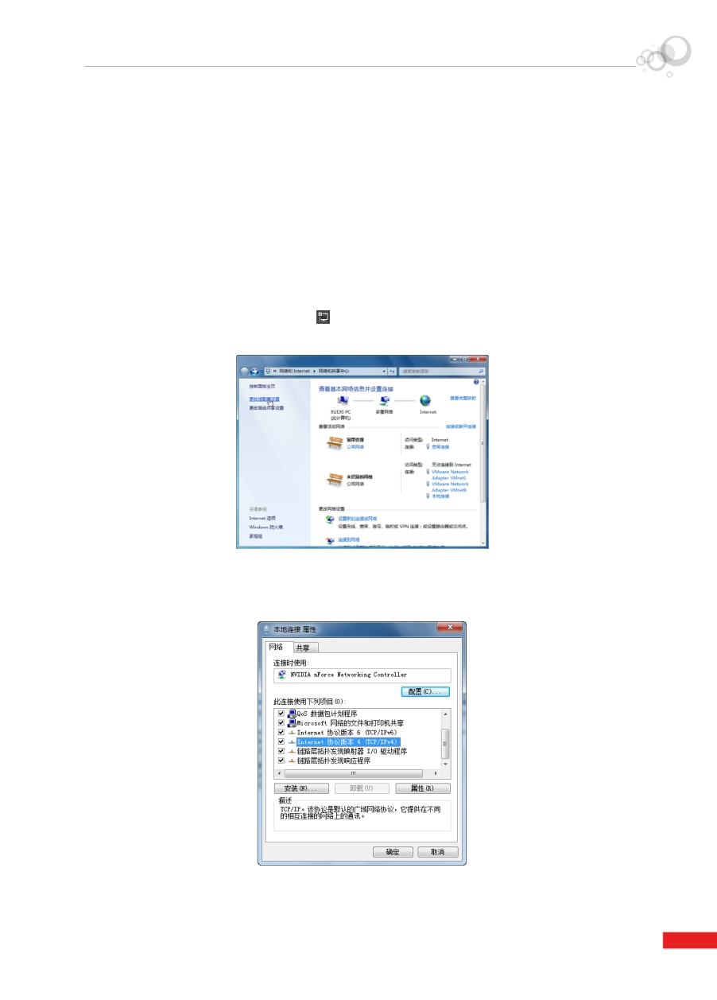 网络和 Internet
网络和共享中心
搜索控制面板
控制面板主页
更改适配器设置
更改高级共享设置
查看基本网络信息并设置连接
查看完整映射
XUEXI-PC
(此计算机)
多重网络
Internet
查看活动网络
连接或断开连接
宽带连接
公用网络
访问类型:
Internet
连接:
宽带连接
未识别的网络
公用网络
访问类型:
无法连接到 Internet
连接:
VMware Network
Adapter VMnet1
VMware Network
Adapter VMnet8
本地连接
更改网络设置
设置新的连接或网络
设置无线、宽带、拨号、临时或 VPN 连接；或设置路由器或访问点。
连接到网络
另请参阅
Internet 选项
Windows 防火墙
家庭组
本地连接 属性
网络
共享
连接时使用:
NVIDIA nForce Networking Controller
配置(C)...
此连接使用下列项目(O):
QoS 数据包计划程序
Microsoft 网络的文件和打印机共享
Internet 协议版本 6 (TCP/IPv6)
Internet 协议版本 4 (TCP/IPv4)
链路层拓扑发现映射器 I/O 驱动程序
链路层拓扑发现响应程序
安装(N)...
卸载(U)
属性(R)
描述
TCP/IP。该协议是默认的广域网络协议，它提供在不同
的相互连接的网络上的通讯。
确定
取消